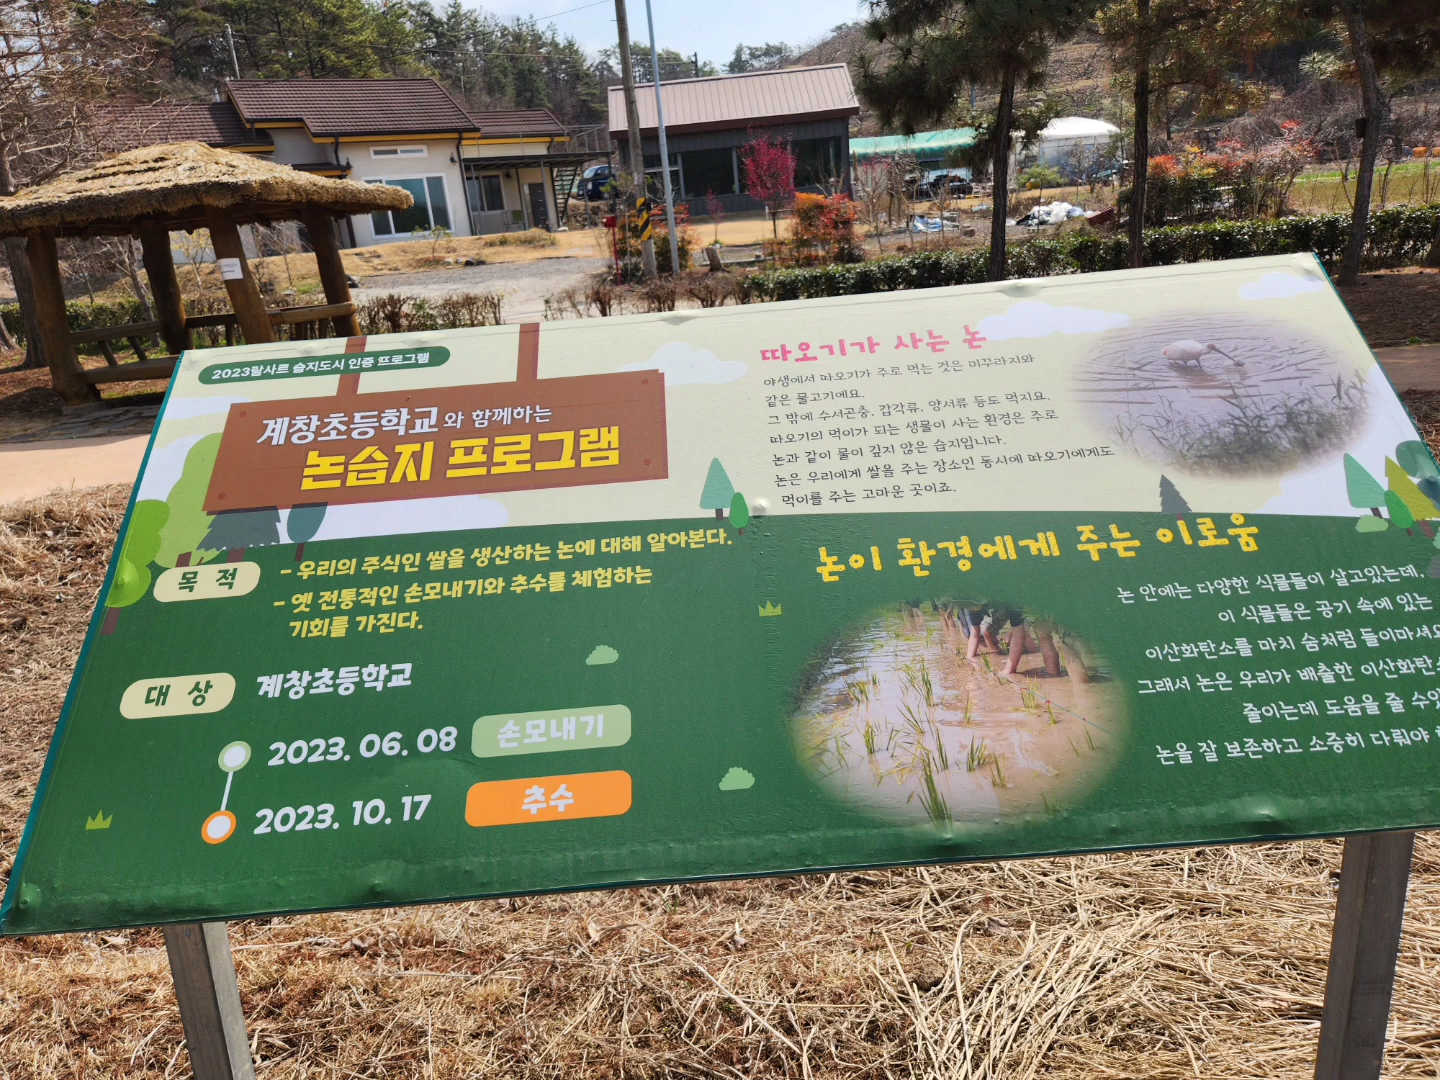 2023람사르 습지도시 인증 프로그램
계창초등학교와 함께하는
논습지 프로그램
목 적
- 우리의 주식인 쌀을 생산하는 논에 대해 알아본다.
- 옛 전통적인 손모내기와 추수를 체험하는
기회를 가진다.
대 상
계창초등학교
2023. 06. 08 손모내기
2023. 10. 17 추수
따오기가 사는 논
야생에서 따오기가 주로 먹는 것은 미꾸라지와
같은 물고기에요.
그 밖에 수서곤충, 갑각류, 양서류 등도 먹지요.
따오기의 먹이가 되는 생물이 사는 환경은 주로
논과 같이 물이 깊지 않은 습지입니다.
논은 우리에게 쌀을 주는 장소인 동시에 따오기에게도
먹이를 주는 고마운 곳이죠.
논이 환경에게 주는 이로움
논 안에는 다양한 식물들이 살고있는데,
이 식물들은 공기 속에 있는
이산화탄소를 마치 숨처럼 들이마셔요
그래서 논은 우리가 배출한 이산화탄소
줄이는데 도움을 줄 수
논을 잘 보존하고 소중히 다뤄야